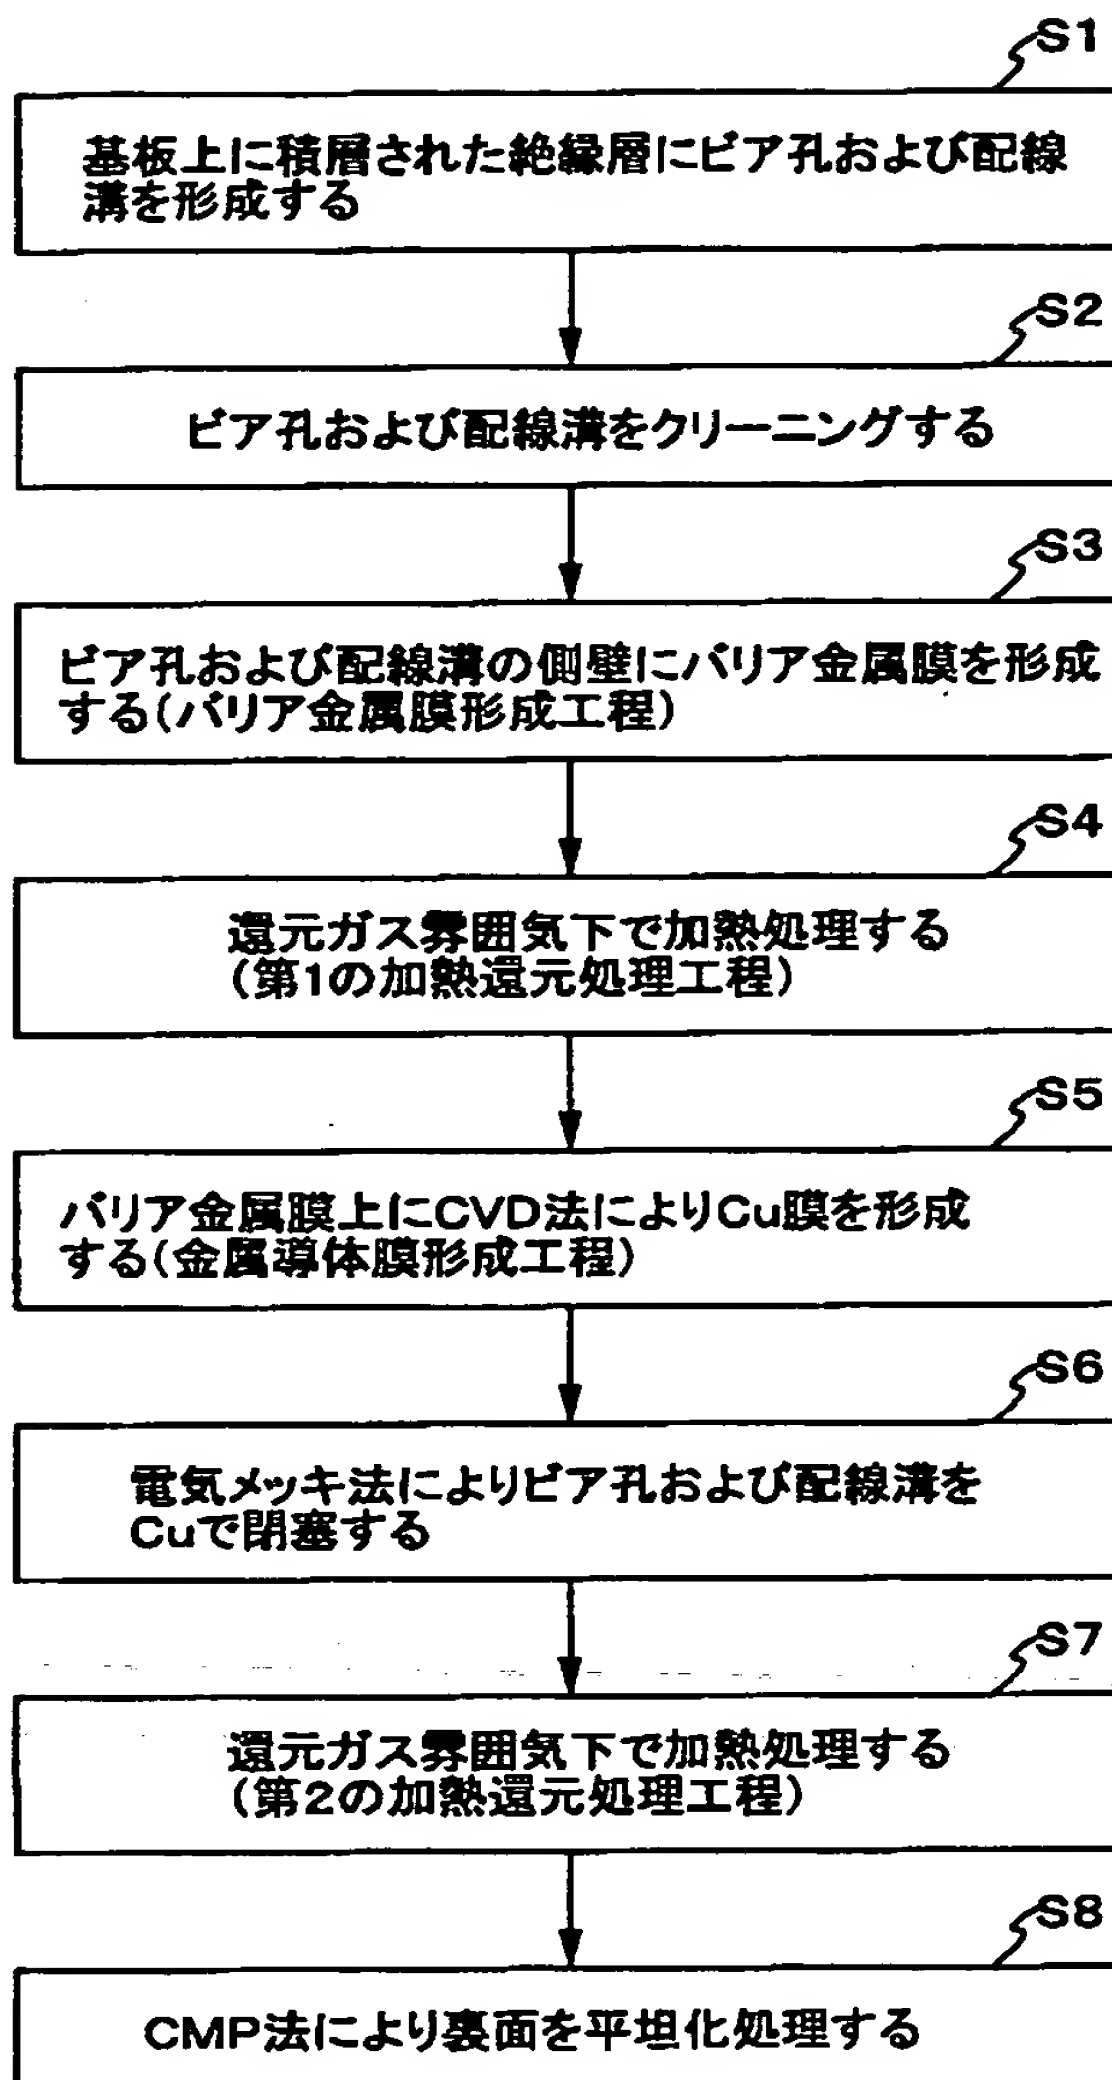 S1
基板上に積層された絶縁層にビア孔および配線
溝を形成する
S2
ビア孔および配線溝をクリーニングする
S3
ビア孔および配線溝の側壁にバリア金属膜を形成
する(バリア金属膜形成工程)
S4
還元ガス雰囲気下で加熱処理する
(第1の加熱還元処理工程)
S5
バリア金属膜上にCVD法によりCu膜を形成
する(金属導体膜形成工程)
S6
電気メッキ法によりビア孔および配線溝を
Cuで閉塞する
S7
還元ガス雰囲気下で加熱処理する
(第2の加熱還元処理工程)
S8
CMP法により裏面を平坦化処理する